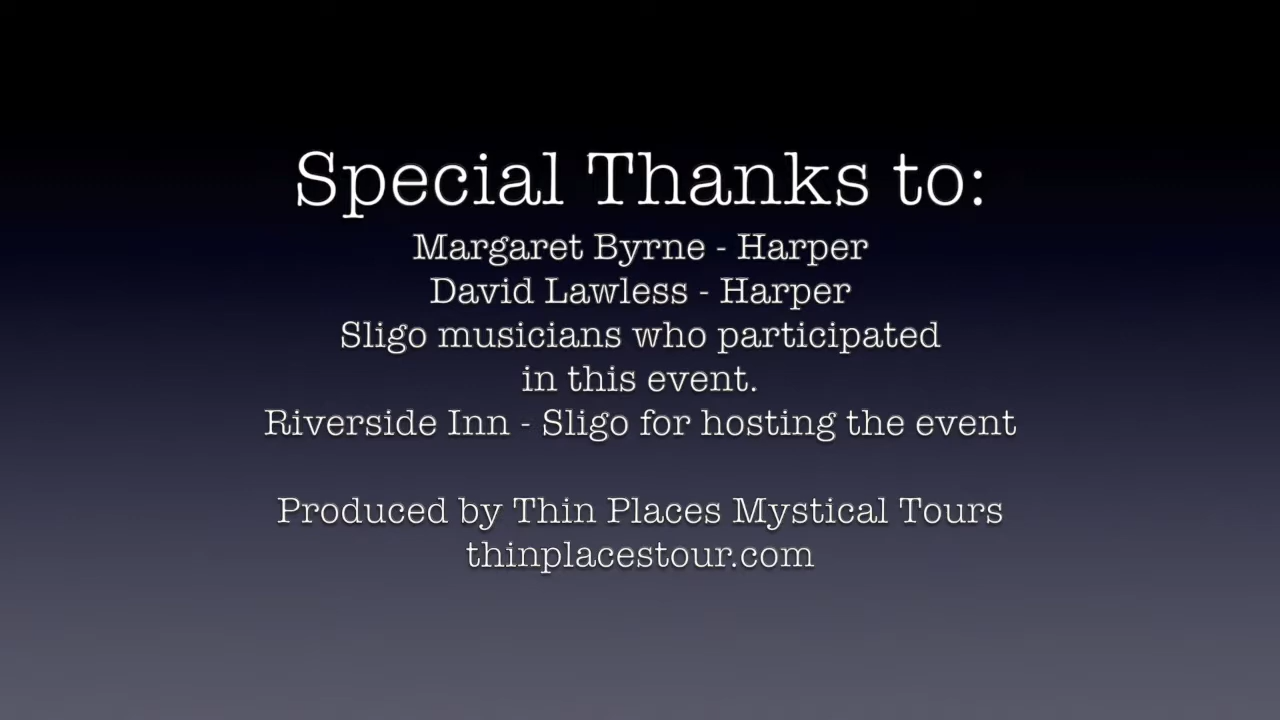 Special Thanks to:
Margaret Byrne - Harper
David Lawless - Harper
Sligo musicians who participated
in this event.
Riverside Inn - Sligo for hosting the event
Produced by Thin Places Mystical Tours
thinplacestour.com